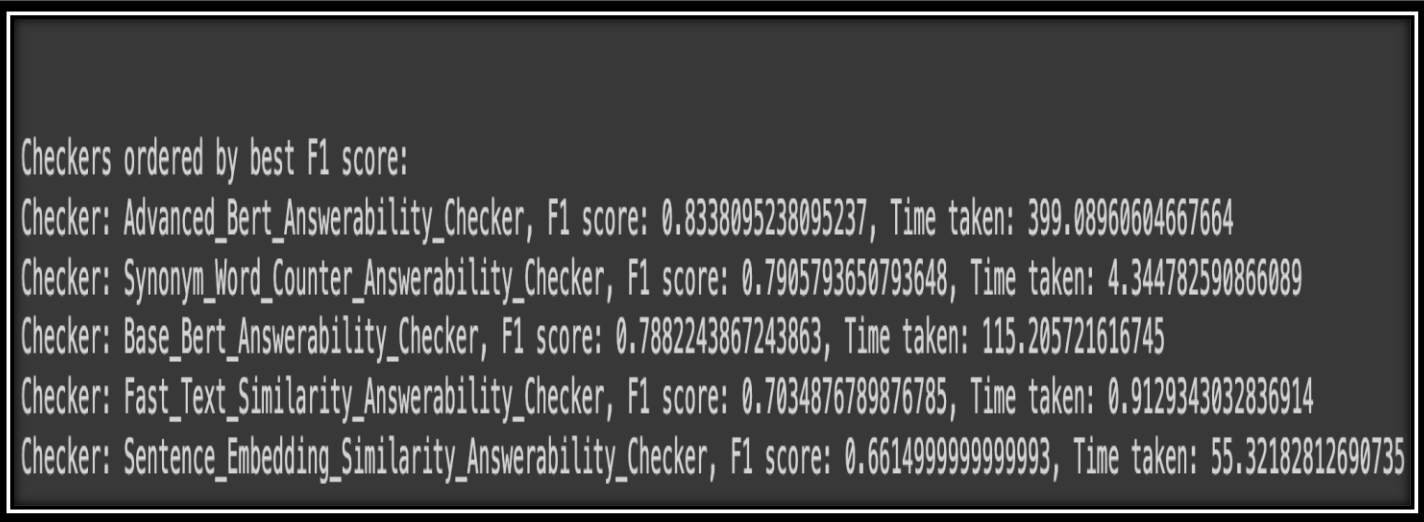 Checkers ordered by best F1 score:
Checker: Advanced_Bert_Answerability_Checker, F1 score: 0.8338095238095237, Time taken: 399.08960604667664
Checker: Synonym_Word_Counter_Answerability_Checker, F1 score: 0.7905793650793648, Time taken: 4.344782590866089
Checker: Base_Bert_Answerability_Checker, F1 score: 0.7882243867243863, Time taken: 115.205721616745
Checker: Fast_Text_Similarity_Answerability_Checker, F1 score: 0.7034876789876785, Time taken: 0.9129343032836914
Checker: Sentence_Embedding_Similarity_Answerability_Checker, F1 score: 0.6614999999999993, Time taken: 55.32182812690735